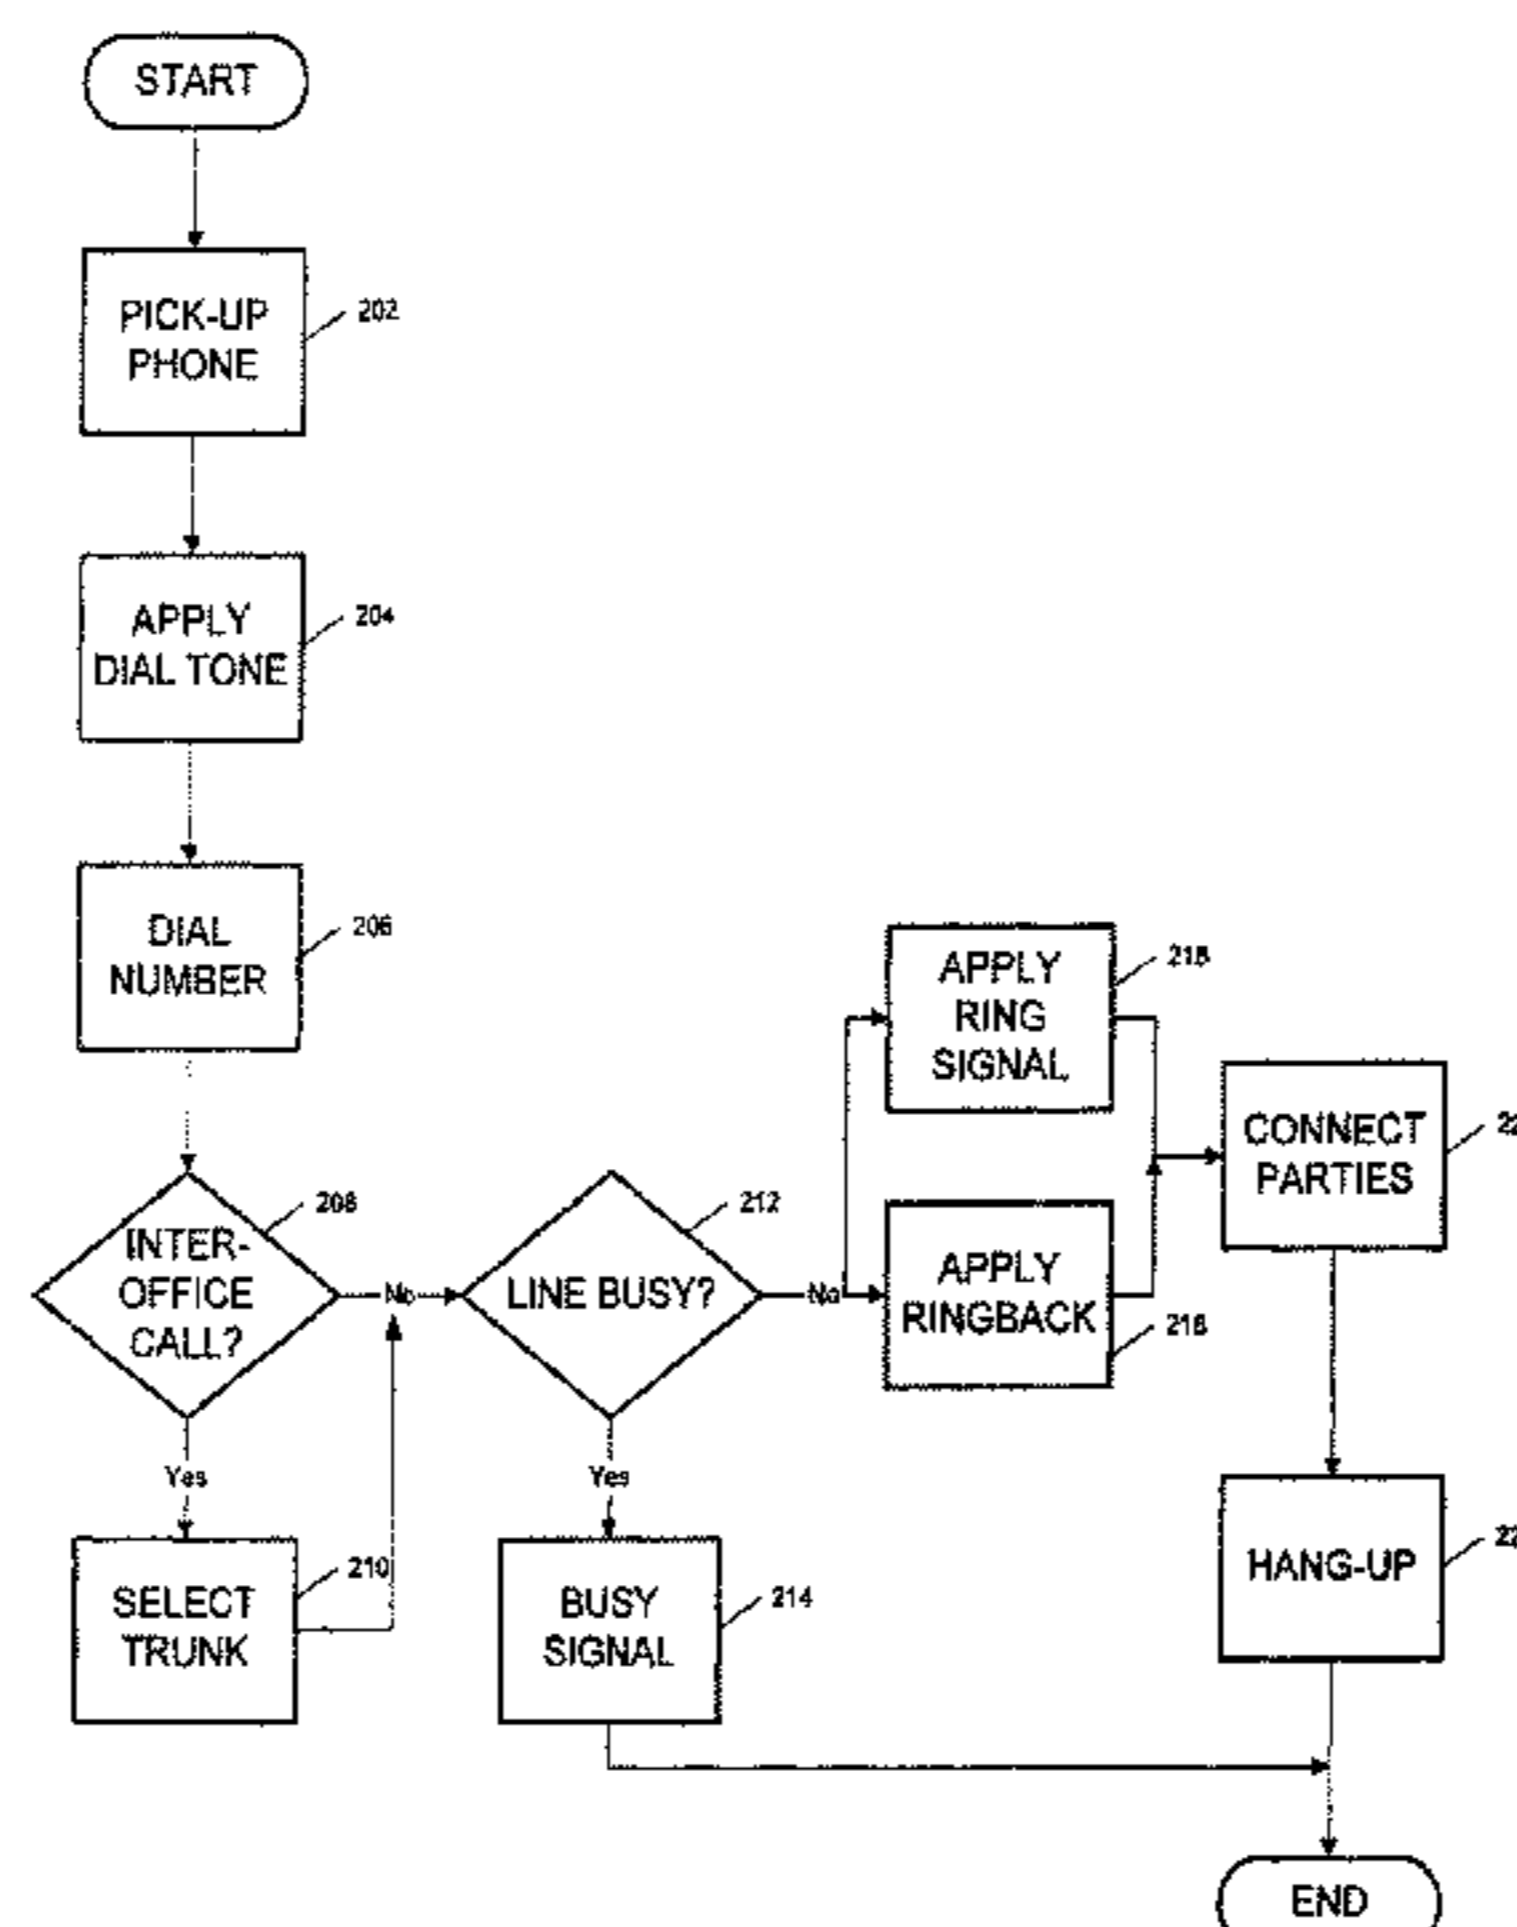 START
PICK-UP
PHONE
202
APPLY
DIAL TONE
204
DIAL
NUMBER
206
INTER-
OFFICE
CALL?
208
No
Yes
SELECT
TRUNK
210
LINE BUSY?
212
No
Yes
BUSY
SIGNAL
214
APPLY
RING
SIGNAL
APPLY
RINGBACK
CONNECT
PARTIES
HANG-UP
END